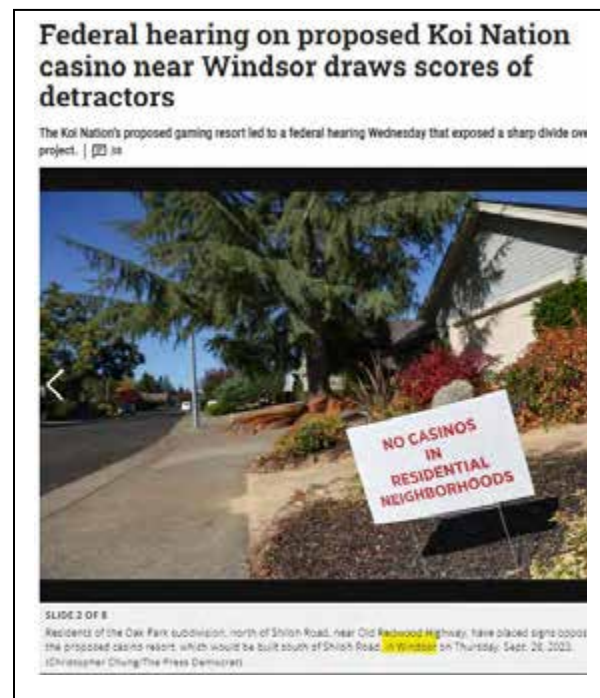 Federal hearing on proposed Koi Nation
casino near Windsor draws scores of
detractors
The Koi Nation's proposed gaming resort led to a federal hearing Wednesday that exposed a sharp divide ove
project. |
NO CASINOS
IN
RESIDENTIAL
NEIGHBORHOODS
SLIDE 2 OF 8
Residents of the Oak Park subdivision, north of Shiloh Road, near Old Redwood Highway, have placed signs oppos
the proposed casino resort, which would be built south of Shiloh Road, in Windsor on Thursday, Sept. 28, 2023.
(Christopher Chung/The Press Democrat)